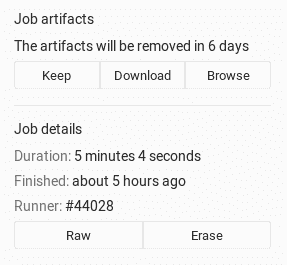 Job artifacts
The artifacts will be removed in 6 days
Keep Download Browse
Job details
Duration: 5 minutes 4 seconds
Finished: about 5 hours ago
Runner: #44028
Raw Erase